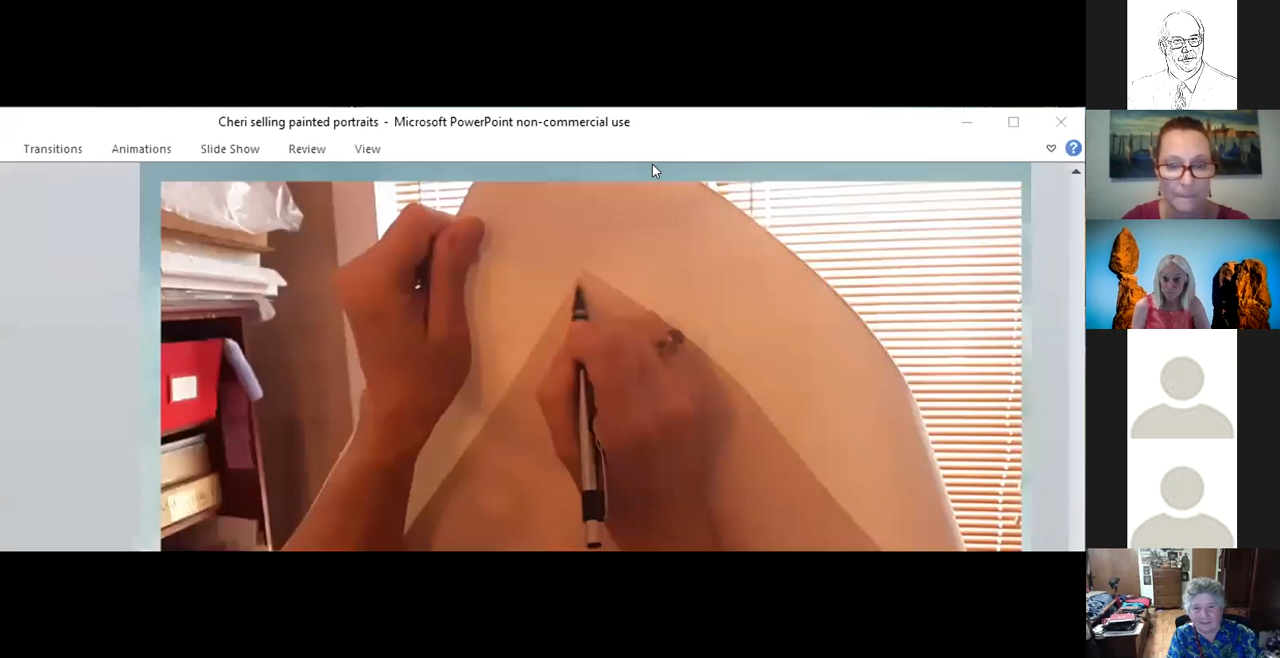 Cheri selling painted portraits - Microsoft PowerPoint non-commercial use
Transitions Animations Slide Show Review View